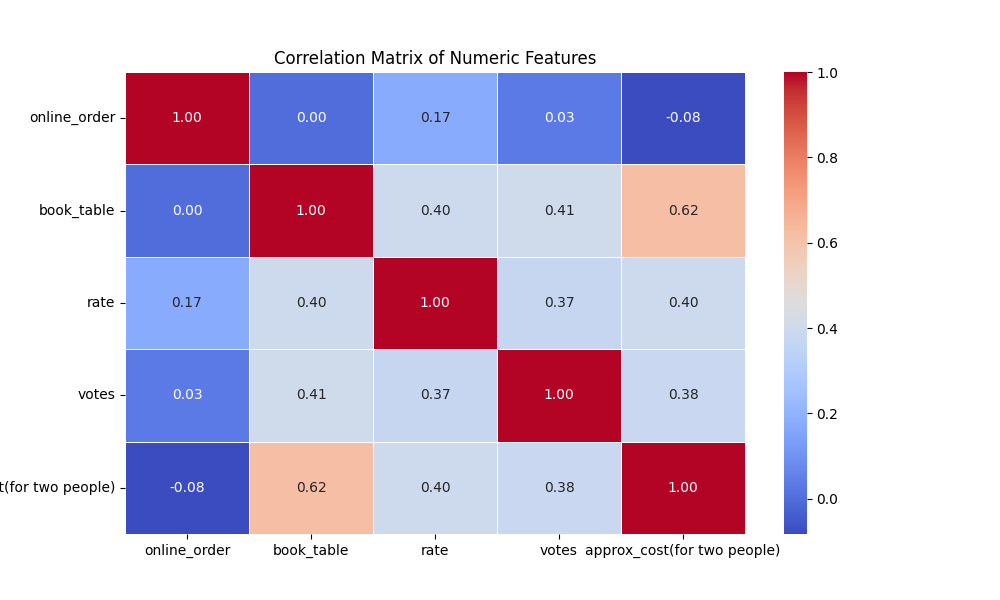 Correlation Matrix of Numeric Features
online_order 1.00 0.00 0.17 0.03 -0.08
book_table 0.00 1.00 0.40 0.41 0.62
rate 0.17 0.40 1.00 0.37 0.40
votes 0.03 0.41 0.37 1.00 0.38
t(for two people) -0.08 0.62 0.40 0.38 1.00
online_order book_table rate votes approx_cost(for two people)
1.0
0.8
0.6
0.4
0.2
0.0